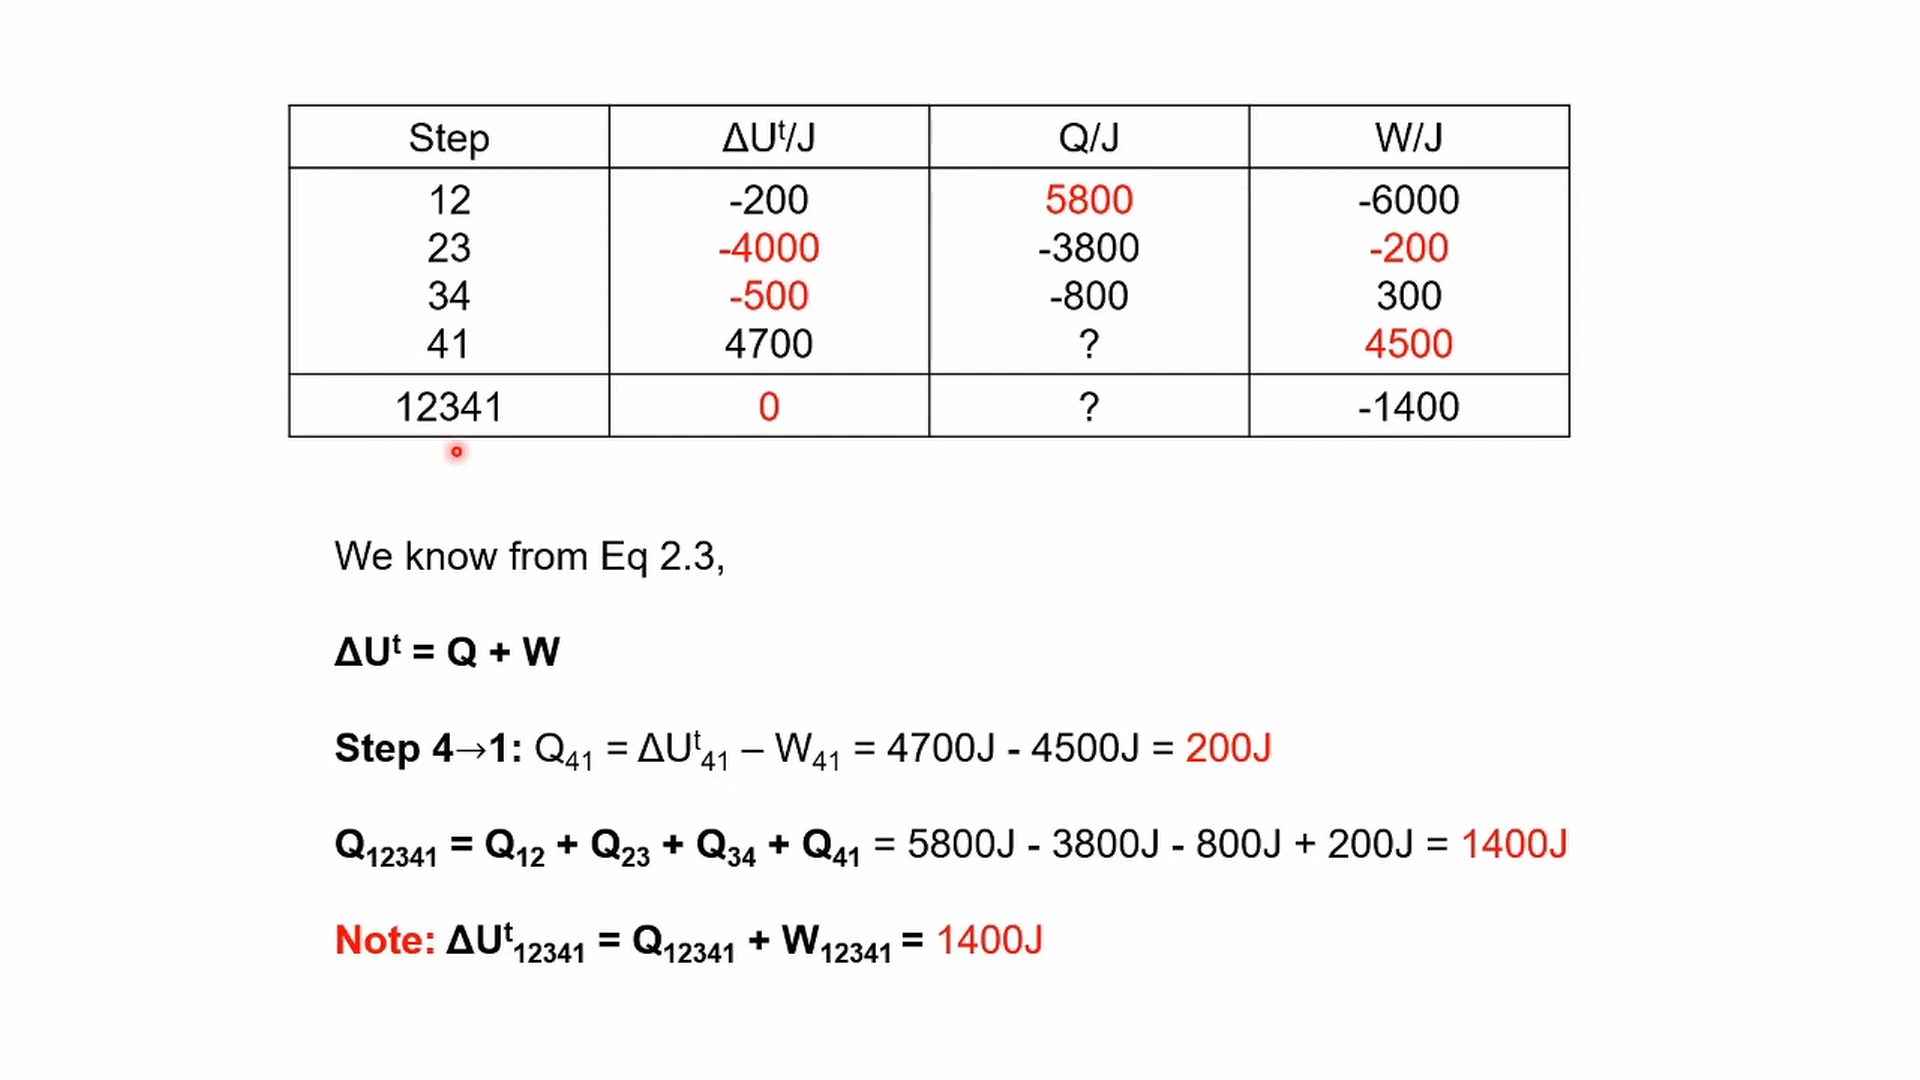 Step ΔUᵗ/J Q/J W/J
12 -200 5800 -6000
23 -4000 -3800 -200
34 -500 -800 300
41 4700 ? 4500
12341 0 ? -1400
We know from Eq 2.3,
ΔUᵗ = Q + W
Step 4→1: Q₄₁ = ΔUᵗ₄₁ – W₄₁ = 4700J - 4500J = 200J
Q₁₂₃₄₁ = Q₁₂ + Q₂₃ + Q₃₄ + Q₄₁ = 5800J - 3800J - 800J + 200J = 1400J
Note: ΔUᵗ₁₂₃₄₁ = Q₁₂₃₄₁ + W₁₂₃₄₁ = 1400J